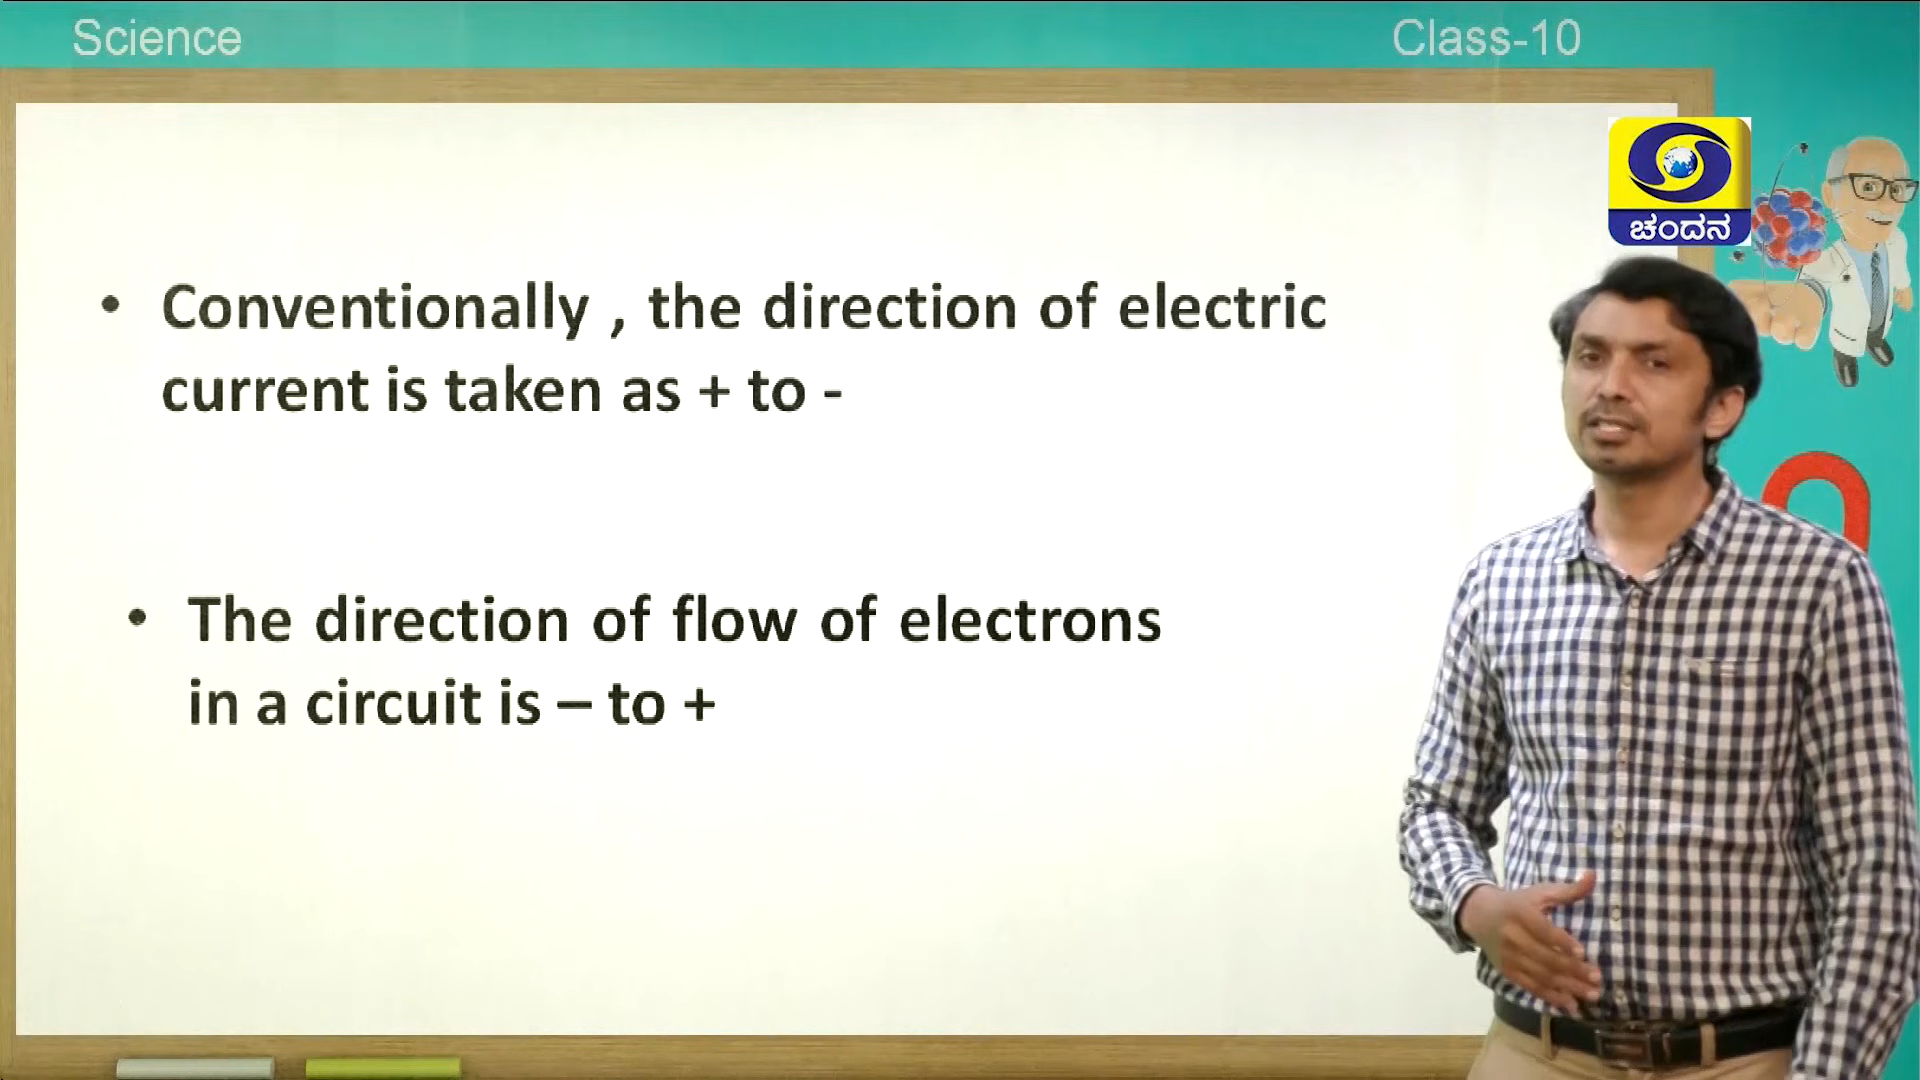 Science
Class-10
ಚಂದನ
• Conventionally , the direction of electric
current is taken as + to -
• The direction of flow of electrons
in a circuit is – to +